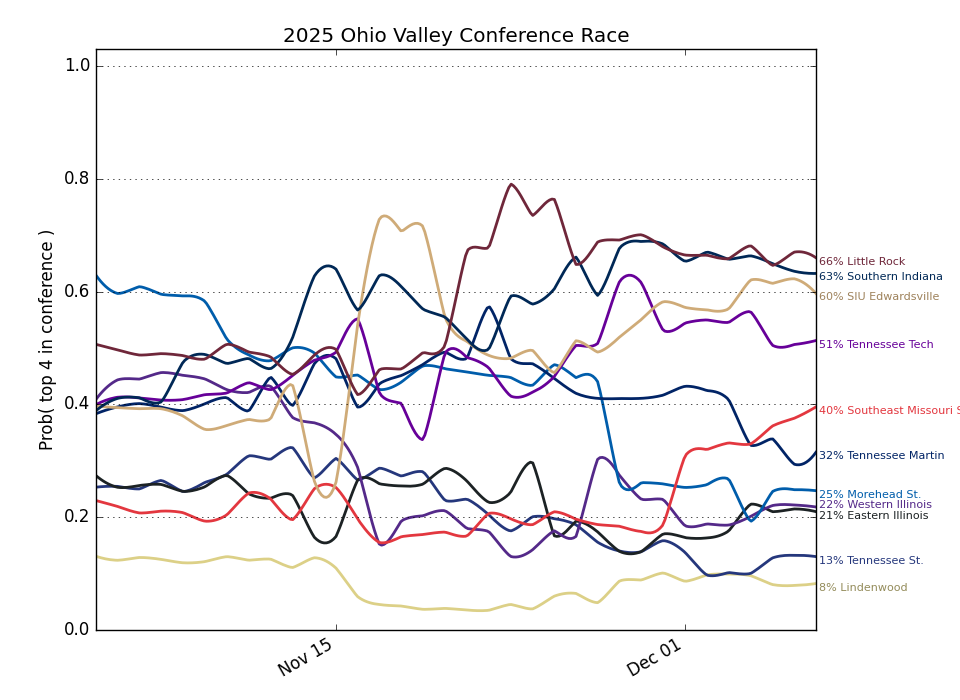 2025 Ohio Valley Conference Race
Prob( top 4 in conference )
1.0
0.8
0.6
0.4
0.2
0.0
Nov 15
Dec 01
66% Little Rock
63% Southern Indiana
60% SIU Edwardsville
51% Tennessee Tech
40% Southeast Missouri S
32% Tennessee Martin
25% Morehead St.
22% Western Illinois
21% Eastern Illinois
13% Tennessee St.
8% Lindenwood